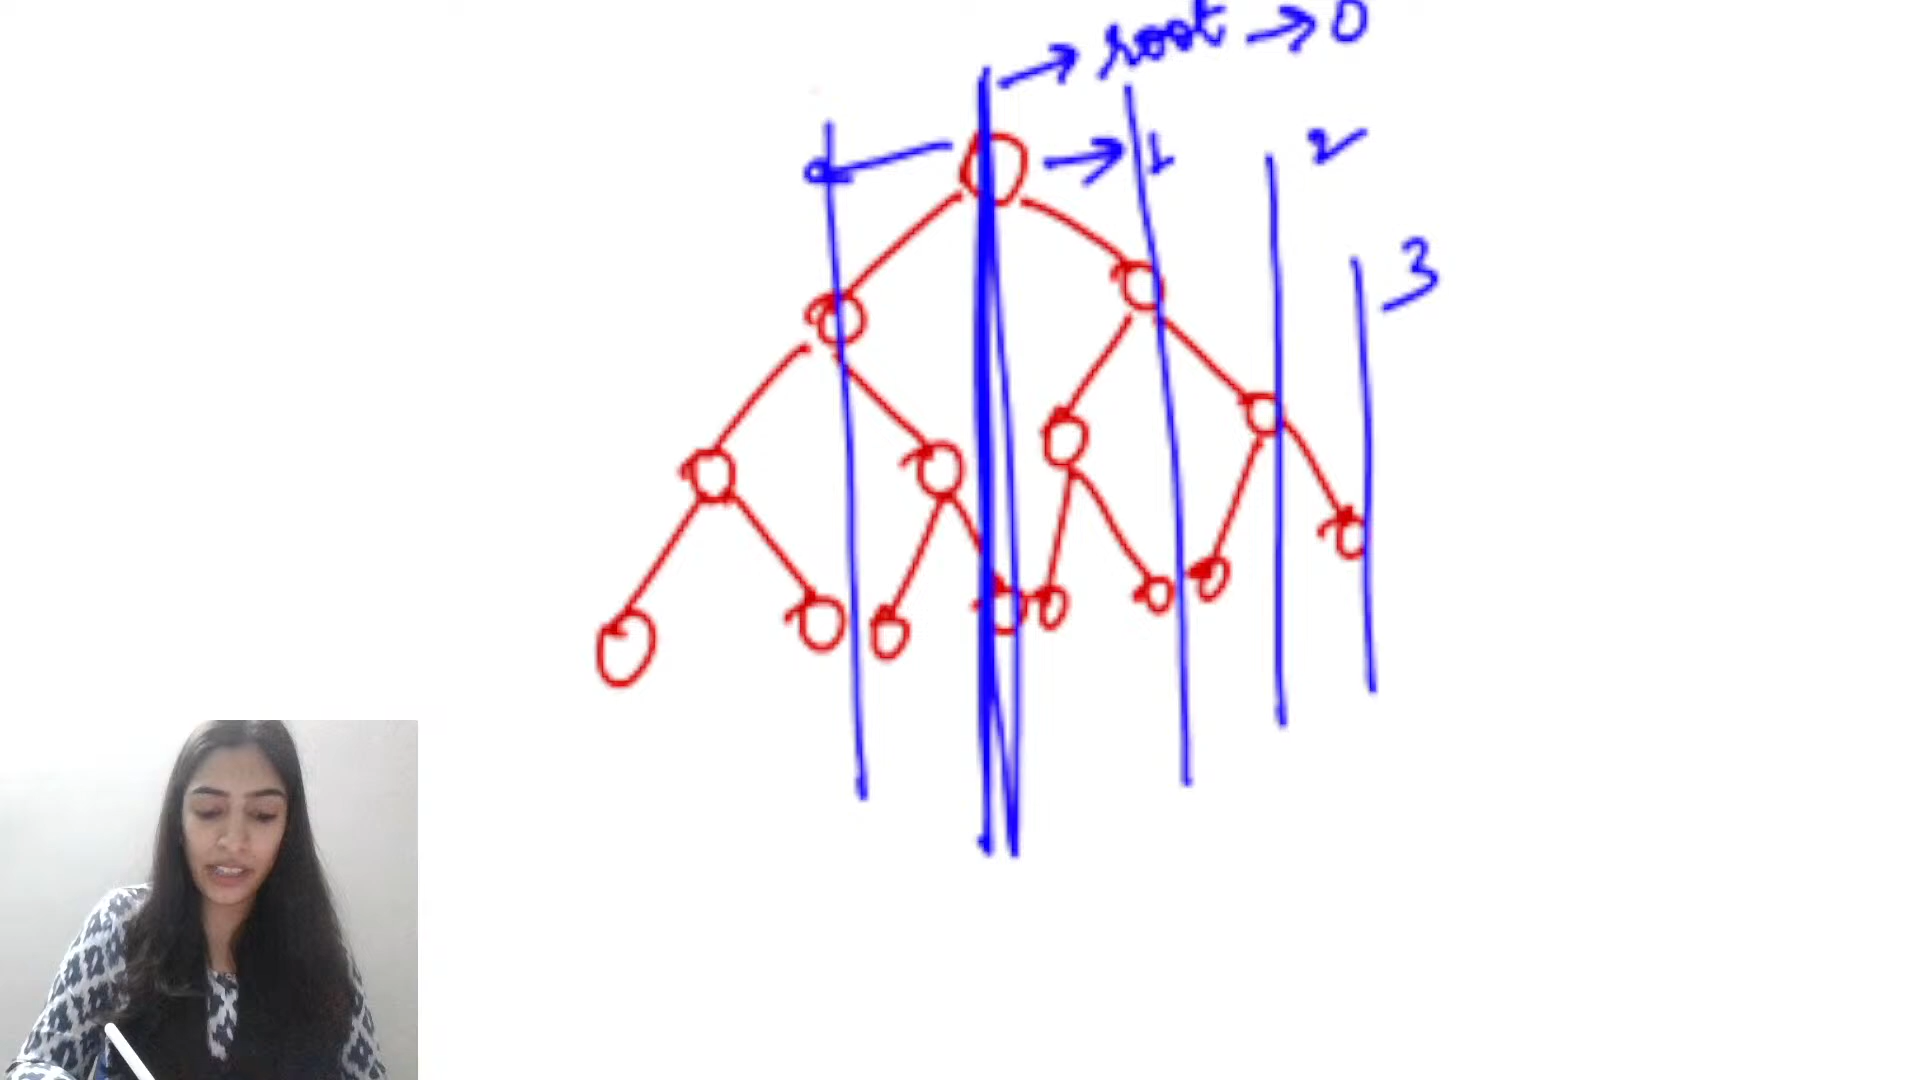 → root → 0
→ 1
2
3